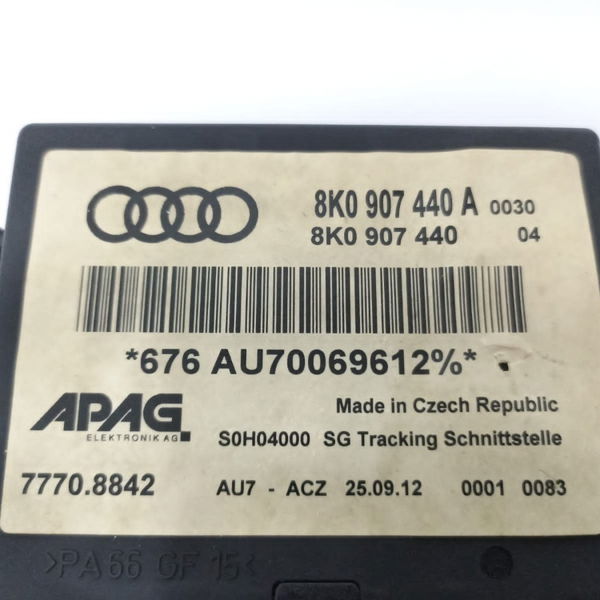 8K0 907 440 A 0030
8K0 907 440 04
*676 AU70069612%*
APAG
ELEKTRONIK AG
Made in Czech Republic
S0H04000 SG Tracking Schnittstelle
7770.8842 AU7 - ACZ 25.09.12 0001 0083
>PA66 GF 15<